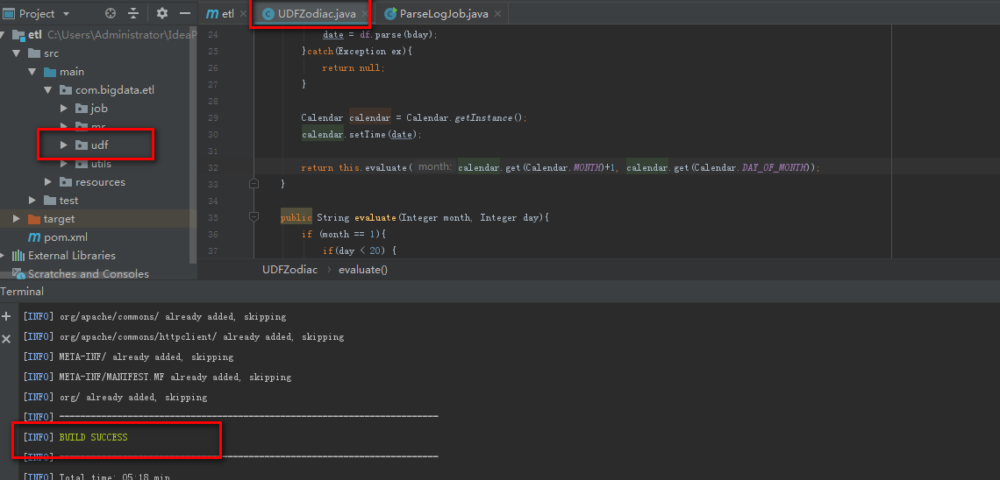 Project
etl C:\Users\Administrator\IdeaP
src
main
com.bigdata.etl
job
mr
udf
utils
resources
test
target
pom.xml
External Libraries
Scratches and Consoles
m etl × UDFZodiac.java × ParseLogJob.java ×
24 date = df.parse(bday);
25 }catch(Exception ex){
26 return null;
27 }
28
29 Calendar calendar = Calendar.getInstance();
30 calendar.setTime(date);
31
32 return this.evaluate( month: calendar.get(Calendar.MONTH)+1, calendar.get(Calendar.DAY_OF_MONTH));
33 }
34
35 public String evaluate(Integer month, Integer day){
36 if (month == 1){
37 if(day < 20) {
UDFZodiac > evaluate()
Terminal
[INFO] org/apache/commons/ already added, skipping
[INFO] org/apache/commons/httpclient/ already added, skipping
[INFO] META-INF/ already added, skipping
[INFO] META-INF/MANIFEST.MF already added, skipping
[INFO] org/ already added, skipping
[INFO] ------------------------------------------------------------------------
[INFO] BUILD SUCCESS
[INFO] ------------------------------------------------------------------------
[INFO] Total time: 05:18 min